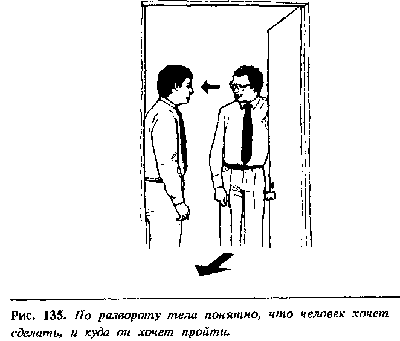 Рис. 135. По развороту тела понятно, что человек хочет
сделать, и куда он хочет пройти.